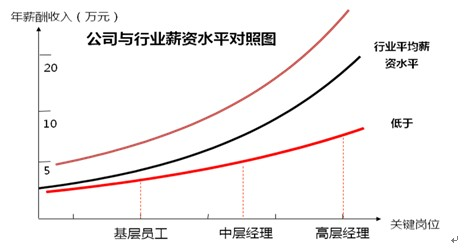 年薪酬收入（万元）
公司与行业薪资水平对照图
20
行业平均薪
资水平
10
低于
5
关键岗位
基层员工
中层经理
高层经理